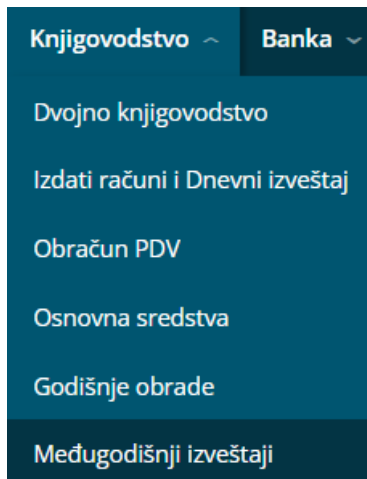 Knjigovodstvo Banka
Dvojno knjigovodstvo
Izdati računi i Dnevni izveštaj
Obračun PDV
Osnovna sredstva
Godišnje obrade
Međugodišnji izveštaji